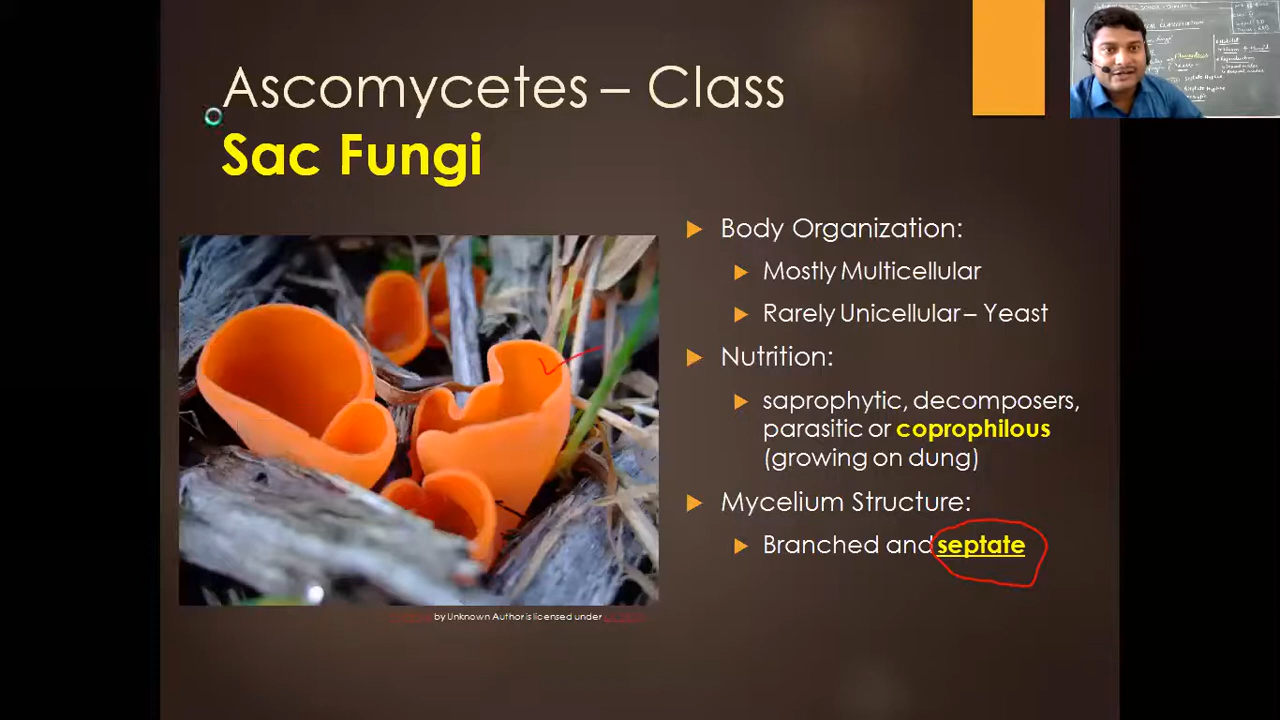 Ascomycetes – Class
Sac Fungi
Body Organization:
Mostly Multicellular
Rarely Unicellular – Yeast
Nutrition:
saprophytic, decomposers,
parasitic or coprophilous
(growing on dung)
Mycelium Structure:
Branched and septate
by Unknown Author is licensed under